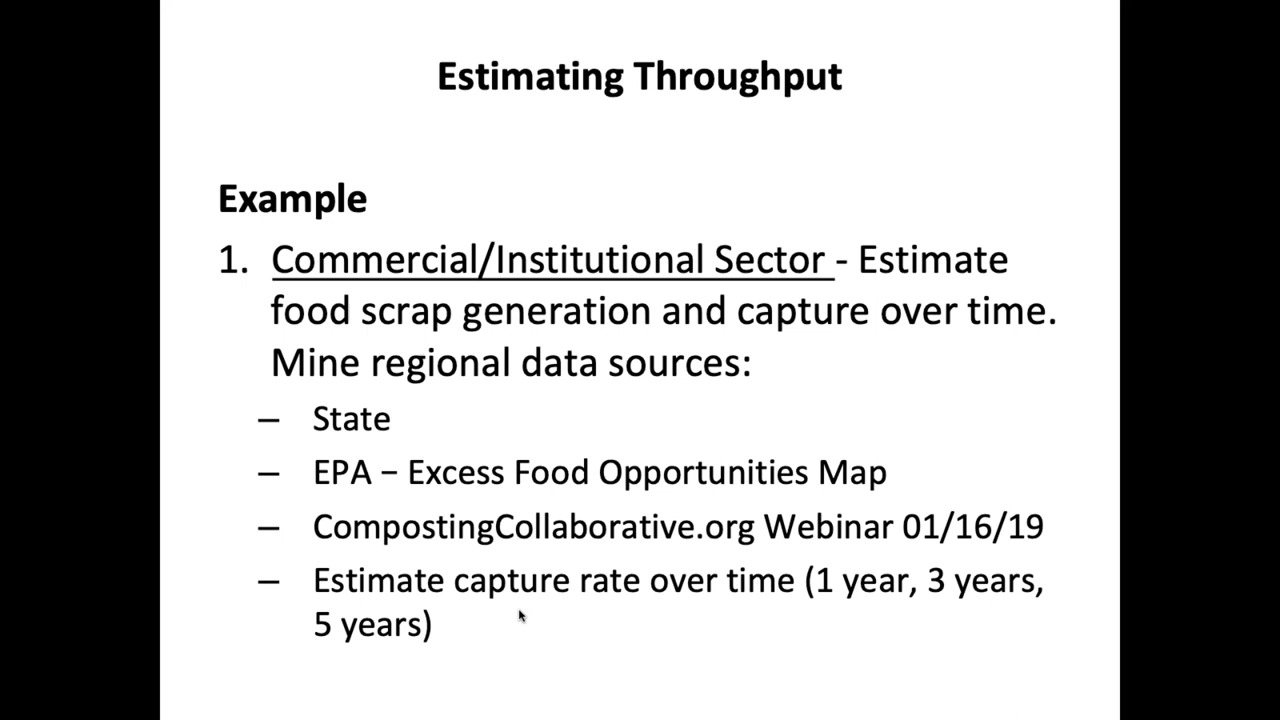 Estimating Throughput
Example
1. Commercial/Institutional Sector - Estimate
food scrap generation and capture over time.
Mine regional data sources:
– State
– EPA – Excess Food Opportunities Map
– CompostingCollaborative.org Webinar 01/16/19
– Estimate capture rate over time (1 year, 3 years,
5 years)